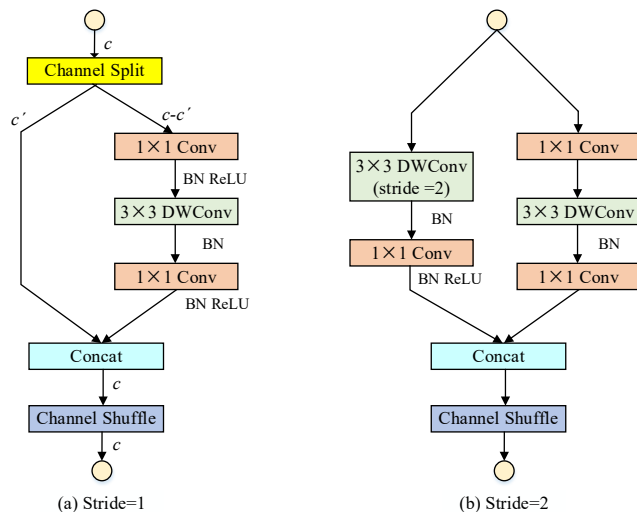 c
Channel Split
c´
c-c´
1×1 Conv
BN ReLU
3×3 DWConv
BN
1×1 Conv
BN ReLU
Concat
c
Channel Shuffle
c
(a) Stride=1
3×3 DWConv
(stride =2)
BN
1×1 Conv
BN ReLU
1×1 Conv
3×3 DWConv
BN
1×1 Conv
Concat
Channel Shuffle
(b) Stride=2